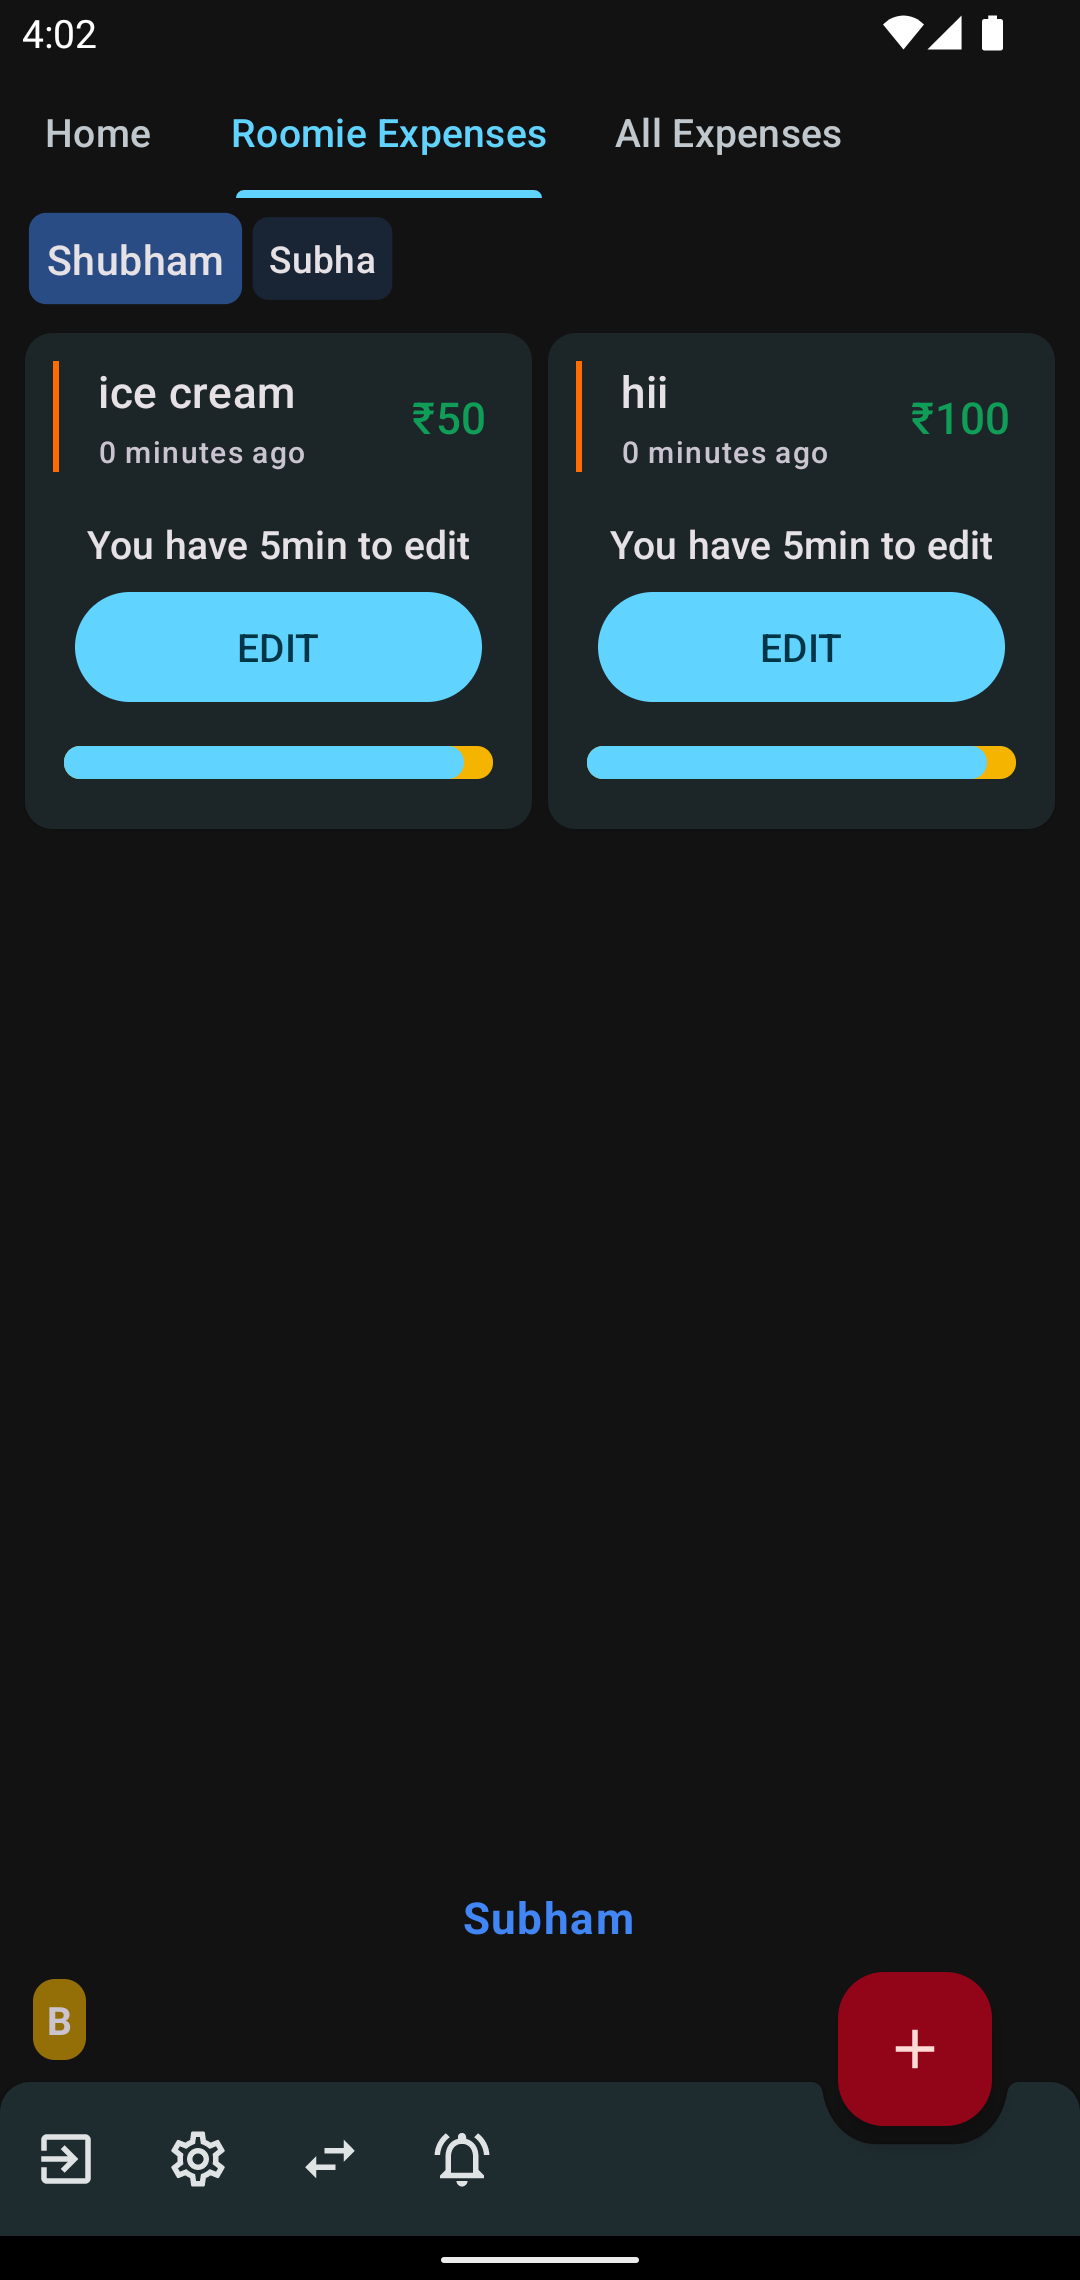 4:02
Home Roomie Expenses All Expenses
Shubham Subha
ice cream
₹50
0 minutes ago
You have 5min to edit
EDIT
hii
₹100
0 minutes ago
You have 5min to edit
EDIT
Subham
B